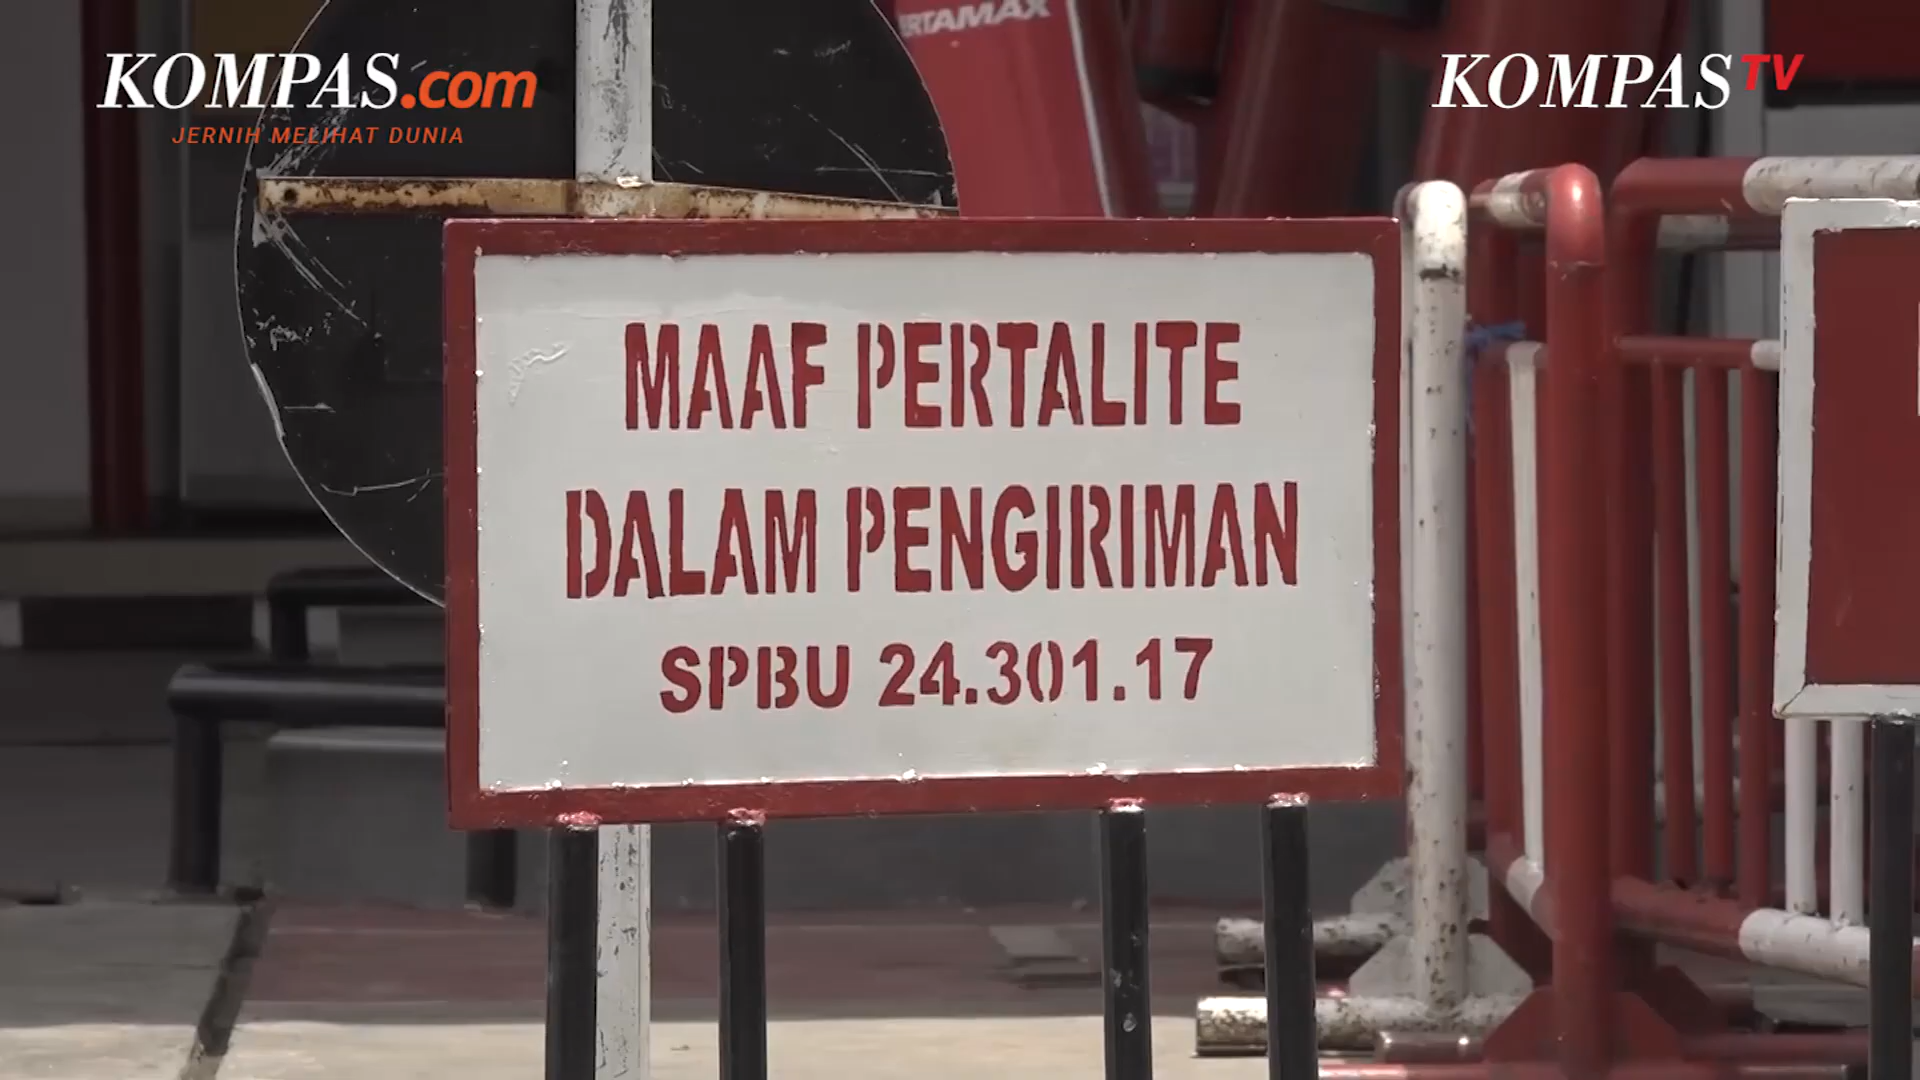 KOMPAS.com
JERNIH MELIHAT DUNIA
KOMPAS TV
MAAF PERTALITE
DALAM PENGIRIMAN
SPBU 24.301.17